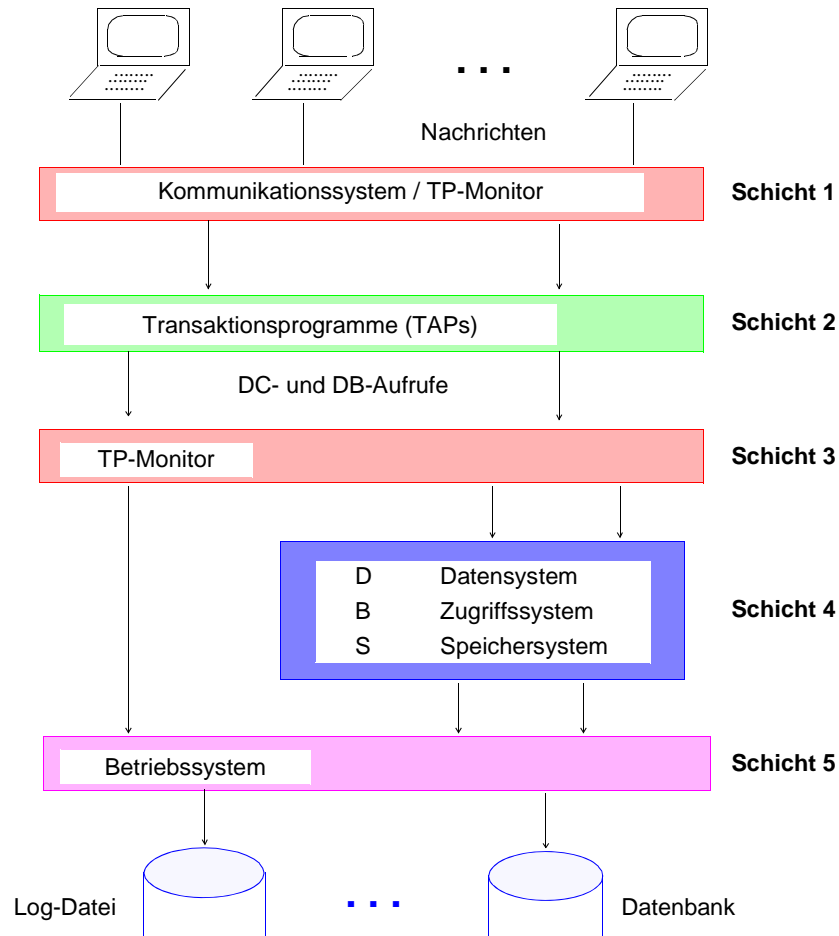 . . .
Nachrichten
Kommunikationssystem / TP-Monitor
Schicht 1
Transaktionsprogramme (TAPs)
Schicht 2
DC- und DB-Aufrufe
TP-Monitor
Schicht 3
D Datensystem
B Zugriffssystem
Schicht 4
S Speichersystem
Betriebssystem
Schicht 5
Log-Datei
. . .
Datenbank